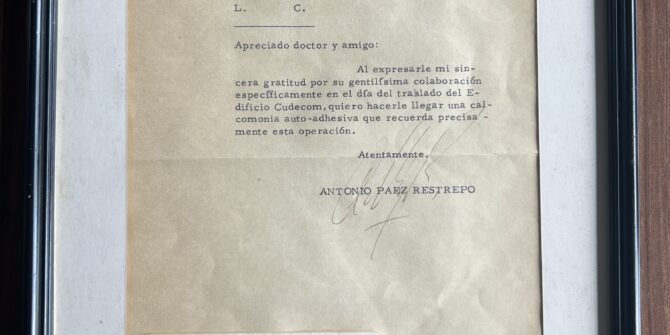 L. C.
Apreciado doctor y amigo:
Al expresarle mi sin-
cera gratitud por su gentilísima colaboración
específicamente en el día del traslado del E-
dificio Cudecom, quiero hacerle llegar una cal-
comonia auto-adhesiva que recuerda precisa-
mente esta operación.
Atentamente.
ANTONIO PAEZ RESTREPO